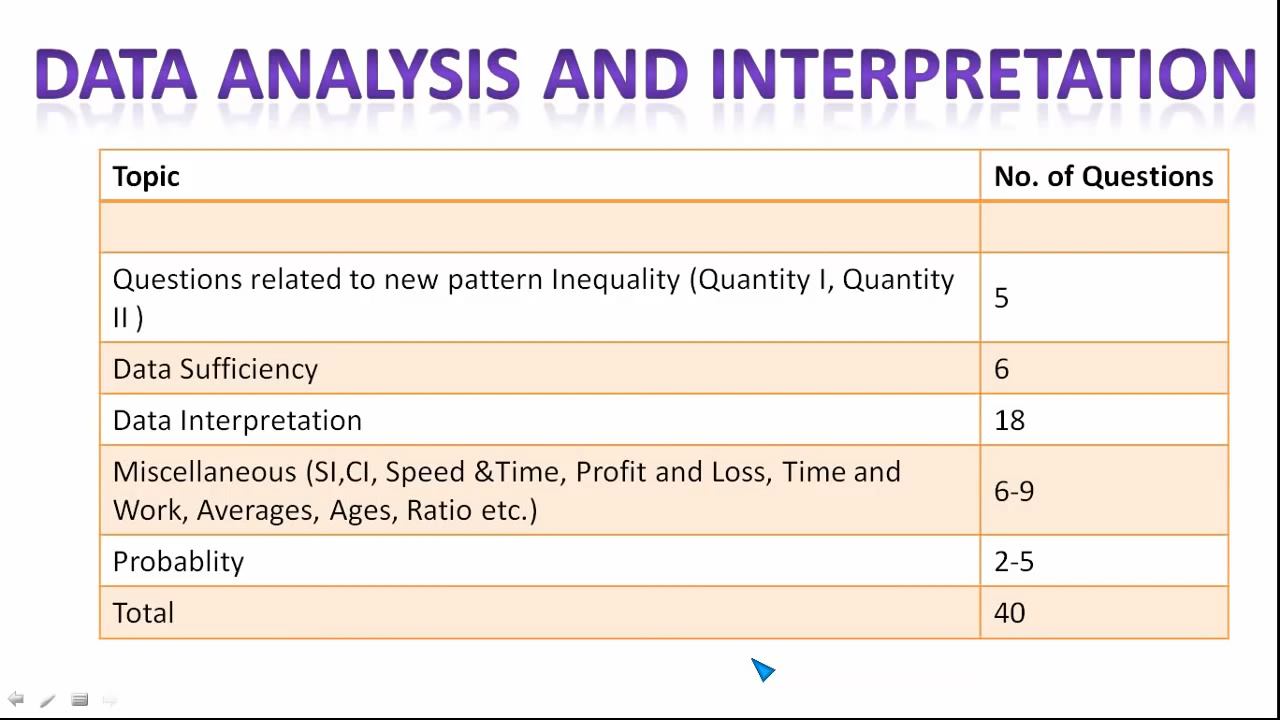 DATA ANALYSIS AND INTERPRETATION
Topic No. of Questions
Questions related to new pattern Inequality (Quantity I, Quantity
II )
5
Data Sufficiency 6
Data Interpretation 18
Miscellaneous (SI,CI, Speed &Time, Profit and Loss, Time and
Work, Averages, Ages, Ratio etc.)
6-9
Probablity 2-5
Total 40